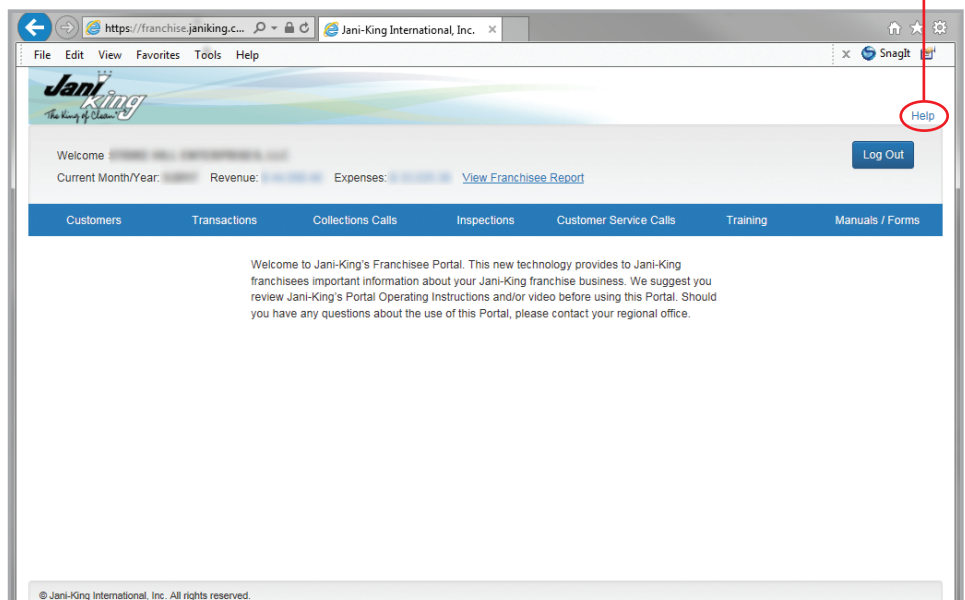 https://franchise.janiking.c... Jani-King International, Inc. ×
File Edit View Favorites Tools Help x SnagIt
Jani King
The King of Clean
Help
Welcome
Log Out
Current Month/Year: Revenue: Expenses: View Franchisee Report
Customers Transactions Collections Calls Inspections Customer Service Calls Training Manuals / Forms
Welcome to Jani-King's Franchisee Portal. This new technology provides to Jani-King
franchisees important information about your Jani-King franchise business. We suggest you
review Jani-King's Portal Operating Instructions and/or video before using this Portal. Should
you have any questions about the use of this Portal, please contact your regional office.
© Jani-King International, Inc. All rights reserved.